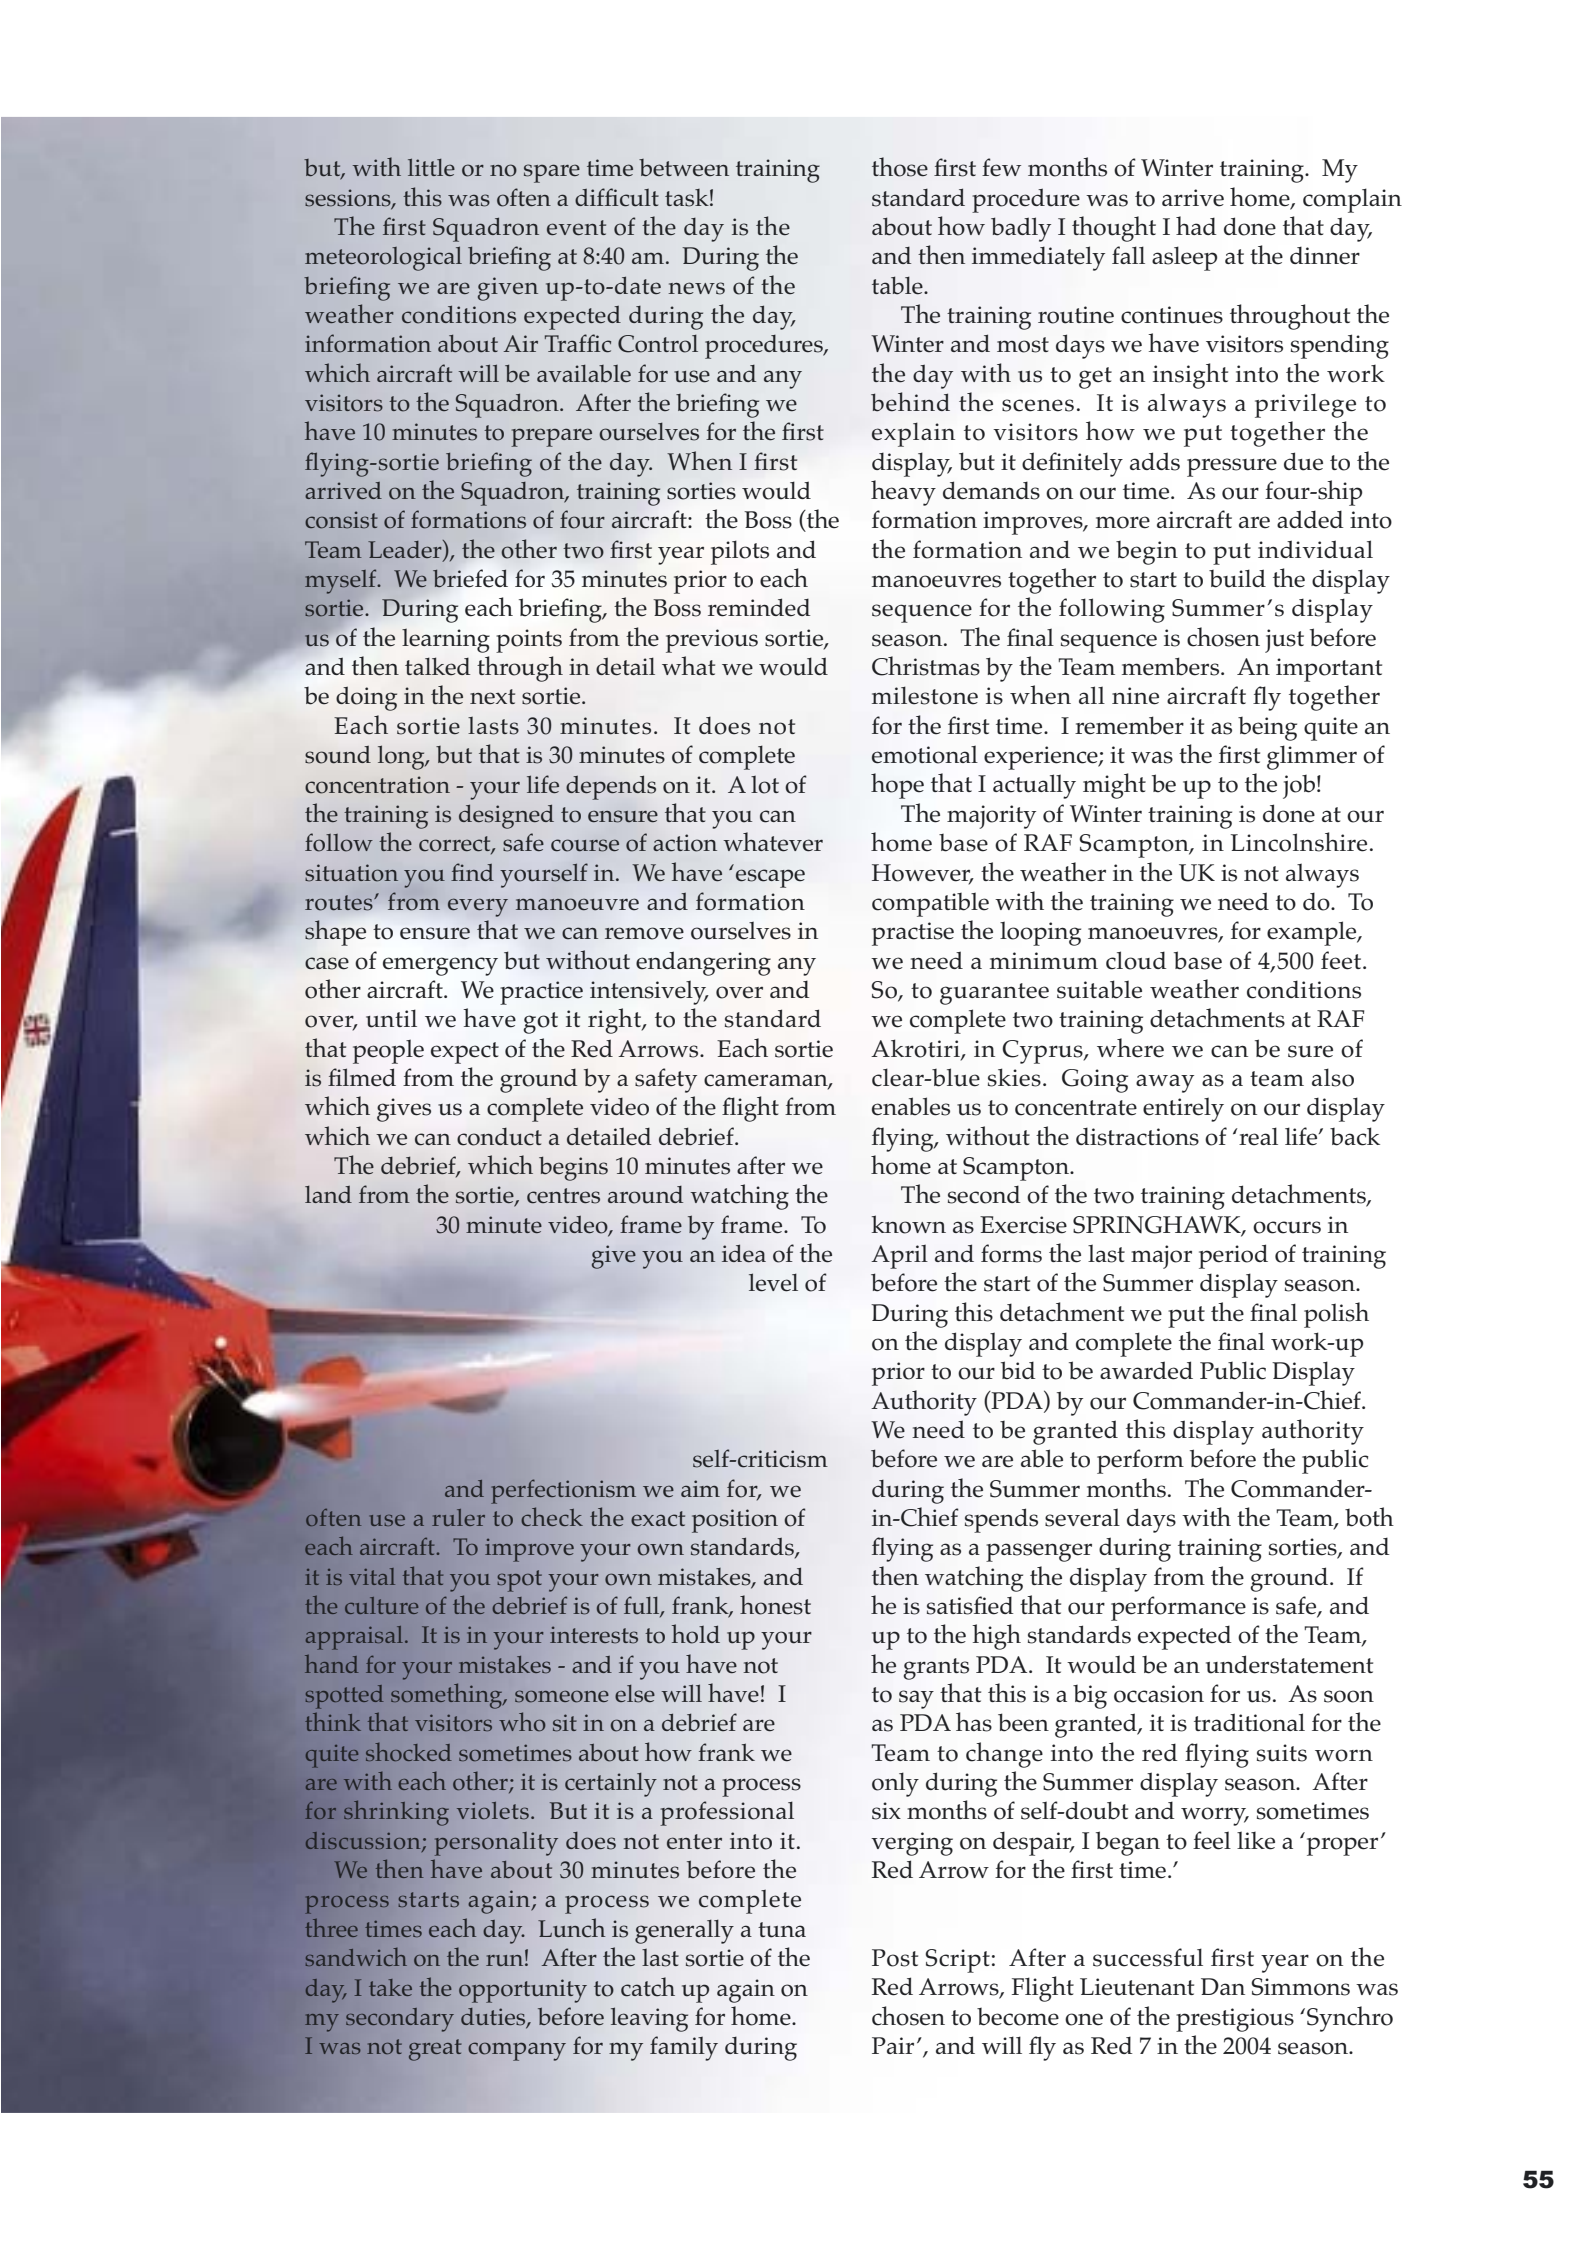 but, with little or no spare time between training
sessions, this was often a difficult task!
The first Squadron event of the day is the
meteorological briefing at 8:40 am.  During the
briefing we are given up-to-date news of the
weather conditions expected during the day,
information about Air Traffic Control procedures,
which aircraft will be available for use and any
visitors to the Squadron.  After the briefing we
have 10 minutes to prepare ourselves for the first
flying-sortie briefing of the day.  When I first
arrived on the Squadron, training sorties would
consist of formations of four aircraft:  the Boss (the
Team Leader), the other two first year pilots and
myself.  We briefed for 35 minutes prior to each
sortie.  During each briefing, the Boss reminded
us of the learning points from the previous sortie,
and then talked through in detail what we would
be doing in the next sortie.
Each sortie lasts 30 minutes.  It does not
sound long, but that is 30 minutes of complete
concentration - your life depends on it.  A lot of
the training is designed to ensure that you can
follow the correct, safe course of action whatever
situation you find yourself in.  We have ‘escape
routes’ from every manoeuvre and formation
shape to ensure that we can remove ourselves in
case of emergency but without endangering any
other aircraft.  We practice intensively, over and
over, until we have got it right, to the standard
that people expect of the Red Arrows.  Each sortie
is filmed from the ground by a safety cameraman,
which gives us a complete video of the flight from
which we can conduct a detailed debrief.
The debrief, which begins 10 minutes after we
land from the sortie, centres around watching the
30 minute video, frame by frame.  To
give you an idea of the
level of
self-criticism
and perfectionism we aim for, we
often use a ruler to check the exact position of
each aircraft.  To improve your own standards,
it is vital that you spot your own mistakes, and
the culture of the debrief is of full, frank, honest
appraisal.  It is in your interests to hold up your
hand for your mistakes - and if you have not
spotted something, someone else will have!  I
think that visitors who sit in on a debrief are
quite shocked sometimes about how frank we
are with each other; it is certainly not a process
for shrinking violets.  But it is a professional
discussion; personality does not enter into it.
We then have about 30 minutes before the
process starts again; a process we complete
three times each day.  Lunch is generally a tuna
sandwich on the run!  After the last sortie of the
day, I take the opportunity to catch up again on
my secondary duties, before leaving for home.
I was not great company for my family during
those first few months of Winter training.  My
standard procedure was to arrive home, complain
about how badly I thought I had done that day,
and then immediately fall asleep at the dinner
table.
The training routine continues throughout the
Winter and most days we have visitors spending
the day with us to get an insight into the work
behind the scenes.  It is always a privilege to
explain to visitors how we put together the
display, but it definitely adds pressure due to the
heavy demands on our time.  As our four-ship
formation improves, more aircraft are added into
the formation and we begin to put individual
manoeuvres together to start to build the display
sequence for the following Summer’s display
season.  The final sequence is chosen just before
Christmas by the Team members.  An important
milestone is when all nine aircraft fly together
for the first time.  I remember it as being quite an
emotional experience; it was the first glimmer of
hope that I actually might be up to the job!
The majority of Winter training is done at our
home base of RAF Scampton, in Lincolnshire.
However, the weather in the UK is not always
compatible with the training we need to do.  To
practise the looping manoeuvres, for example,
we need a minimum cloud base of 4,500 feet.
So, to guarantee suitable weather conditions
we complete two training detachments at RAF
Akrotiri, in Cyprus, where we can be sure of
clear-blue skies.  Going away as a team also
enables us to concentrate entirely on our display
flying, without the distractions of ‘real life’ back
home at Scampton.
The second of the two training detachments,
known as Exercise SPRINGHAWK, occurs in
April and forms the last major period of training
before the start of the Summer display season.
During this detachment we put the final polish
on the display and complete the final work-up
prior to our bid to be awarded Public Display
Authority (PDA) by our Commander-in-Chief.
We need to be granted this display authority
before we are able to perform before the public
during the Summer months.  The Commander-
in-Chief spends several days with the Team, both
flying as a passenger during training sorties, and
then watching the display from the ground.  If
he is satisfied that our performance is safe, and
up to the high standards expected of the Team,
he grants PDA.  It would be an understatement
to say that this is a big occasion for us.  As soon
as PDA has been granted, it is traditional for the
Team to change into the red flying suits worn
only during the Summer display season.  After
six months of self-doubt and worry, sometimes
verging on despair, I began to feel like a ‘proper’
Red Arrow for the first time.’
Post Script:  After a successful first year on the
Red Arrows, Flight Lieutenant Dan Simmons was
chosen to become one of the prestigious ‘Synchro
Pair’, and will fly as Red 7 in the 2004 season.
55